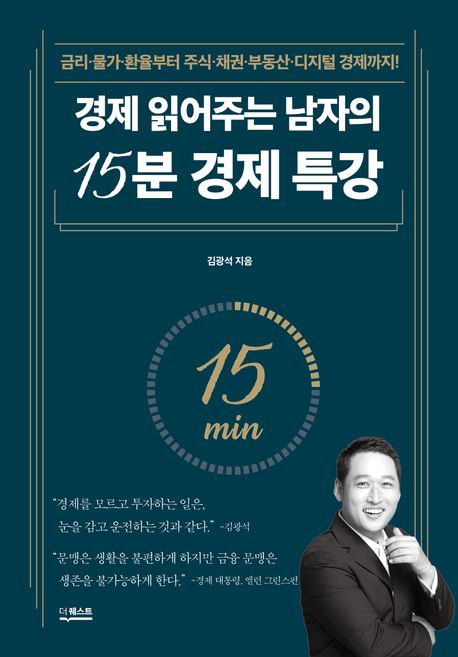 금리·물가·환율부터 주식·채권·부동산·디지털 경제까지!
경제 읽어주는 남자의
15분 경제 특강
김광석 지음
15
min
“경제를 모르고 투자하는 일은,
눈을 감고 운전하는 것과 같다.” -김광석
“문맹은 생활을 불편하게 하지만 금융 문맹은
생존을 불가능하게 한다.” -경제 대통령, 앨런 그린스펀
더퀘스트